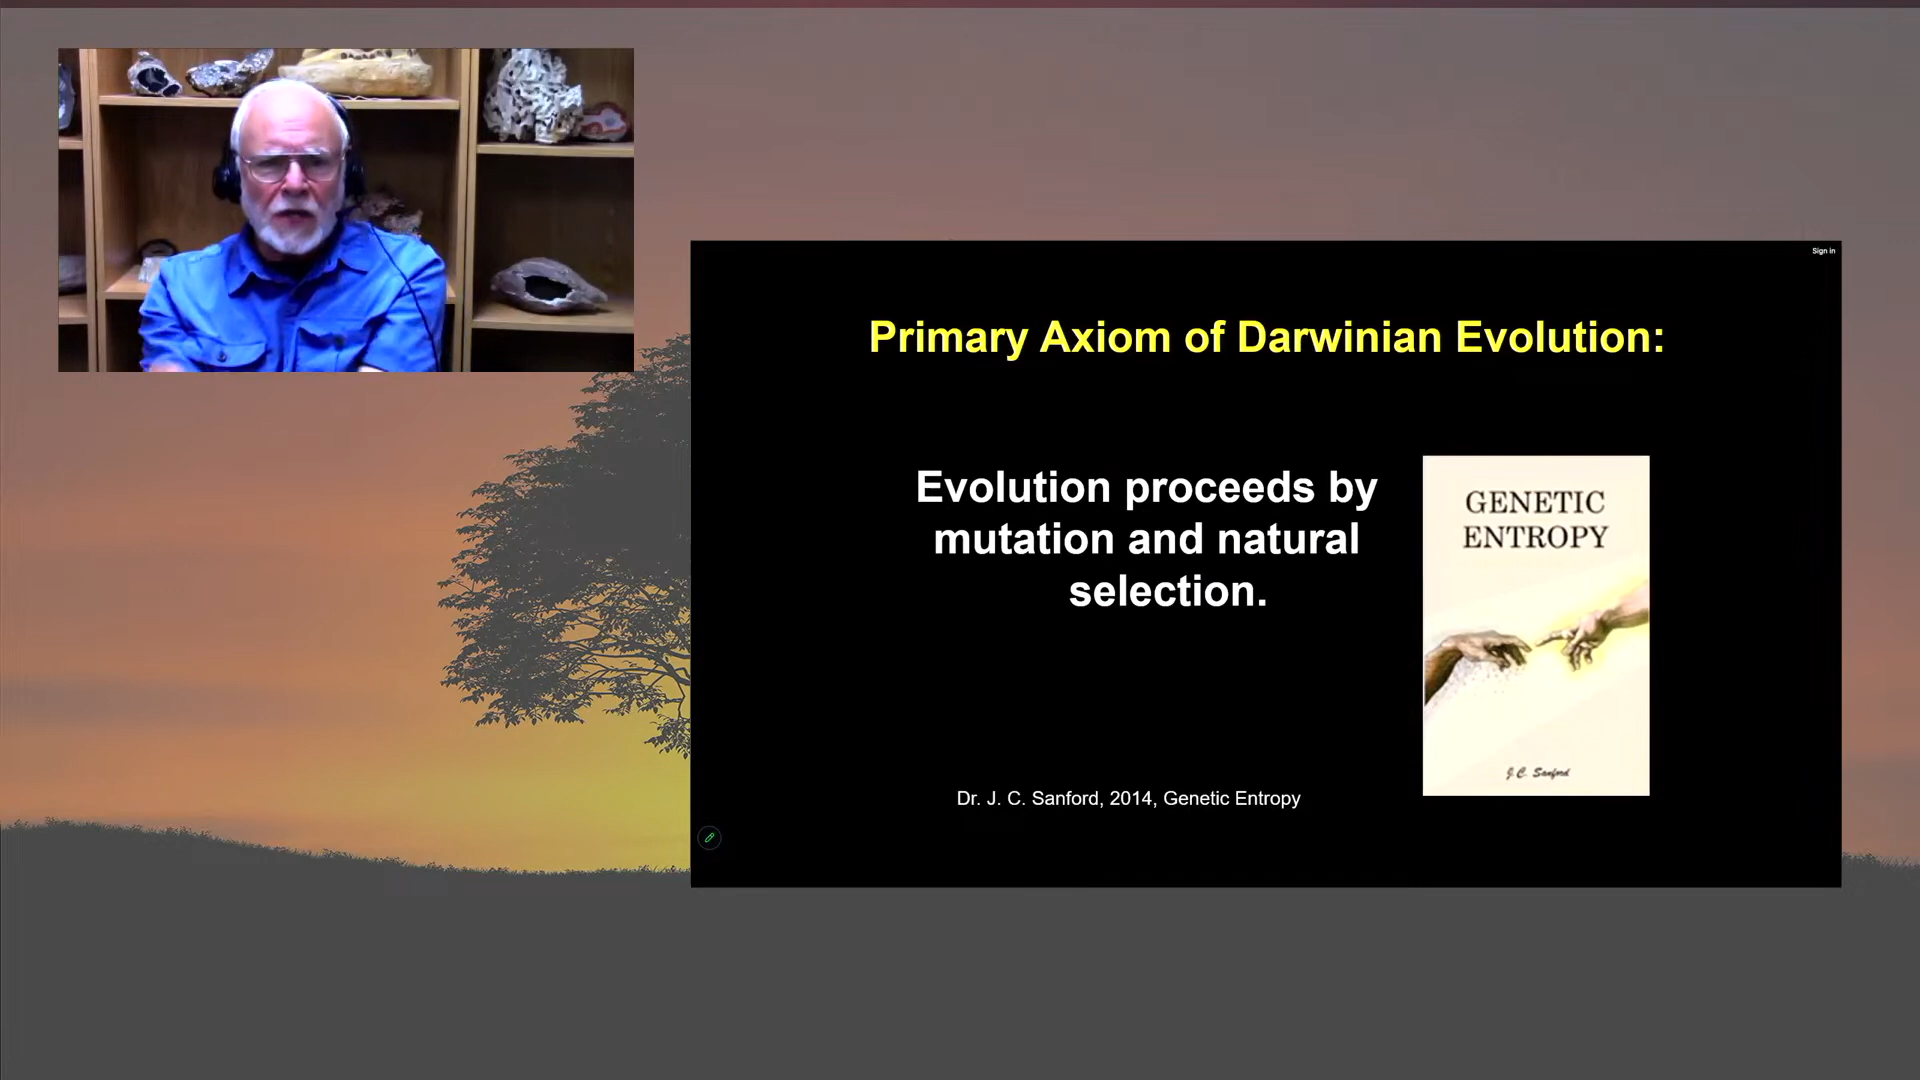 Sign in
Primary Axiom of Darwinian Evolution:
Evolution proceeds by
mutation and natural
selection.
GENETIC
ENTROPY
J.C. Sanford
Dr. J. C. Sanford, 2014, Genetic Entropy